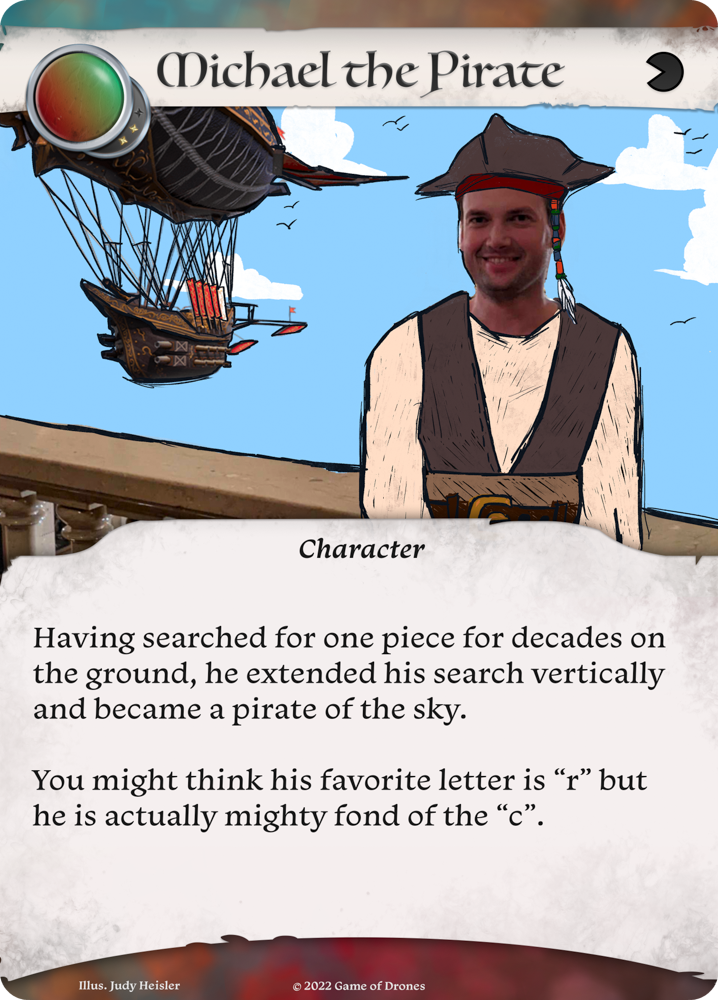 Michael the Pirate
Character
Having searched for one piece for decades on
the ground, he extended his search vertically
and became a pirate of the sky.
You might think his favorite letter is “r” but
he is actually mighty fond of the “c”.
Illus. Judy Heisler
© 2022 Game of Drones